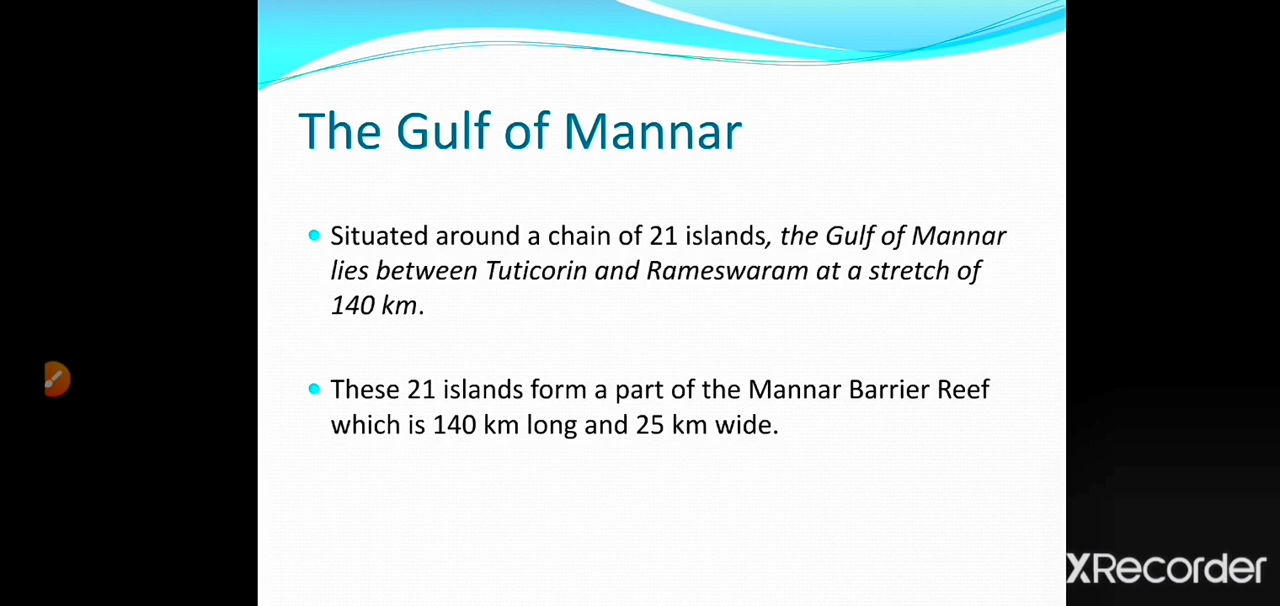 The Gulf of Mannar
Situated around a chain of 21 islands, the Gulf of Mannar
lies between Tuticorin and Rameswaram at a stretch of
140 km.
These 21 islands form a part of the Mannar Barrier Reef
which is 140 km long and 25 km wide.
XRecorder